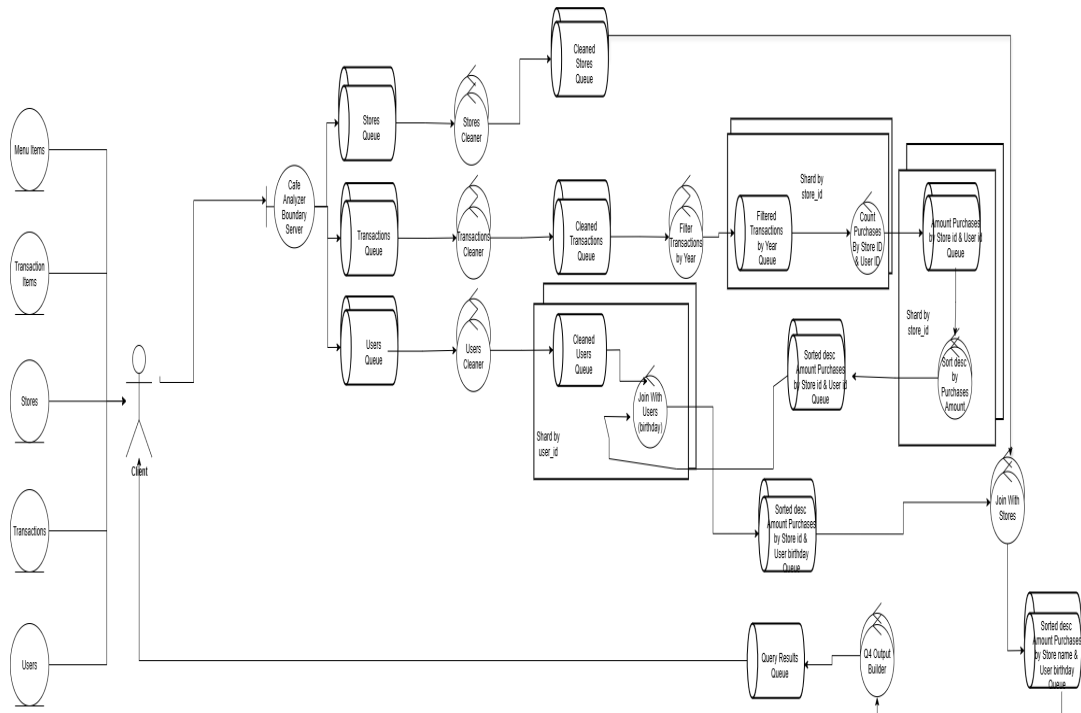 Menu Items
Transaction
Items
Stores
Transactions
Users
Client
Cafe
Analyzer
Boundary
Server
Stores
Queue
Stores
Cleaner
Cleaned
Stores
Queue
Transactions
Queue
Transactions
Cleaner
Cleaned
Transactions
Queue
Filter
Transactions
by Year
Shard by
store_id
Filtered
Transactions
by Year
Queue
Count
Purchases
By Store ID
& User ID
Amount Purchases
by Store id & User id
Queue
Shard by
store_id
Sort desc
by
Purchases
Amount
Sorted desc
Amount Purchases
by Store id & User id
Queue
Users
Queue
Users
Cleaner
Cleaned
Users
Queue
Join With
Users
(birthday)
Shard by
user_id
Sorted desc
Amount Purchases
by Store id &
User birthday
Queue
Join With
Stores
Sorted desc
Amount Purchases
by Store name &
User birthday
Queue
Q4 Output
Builder
Query Results
Queue